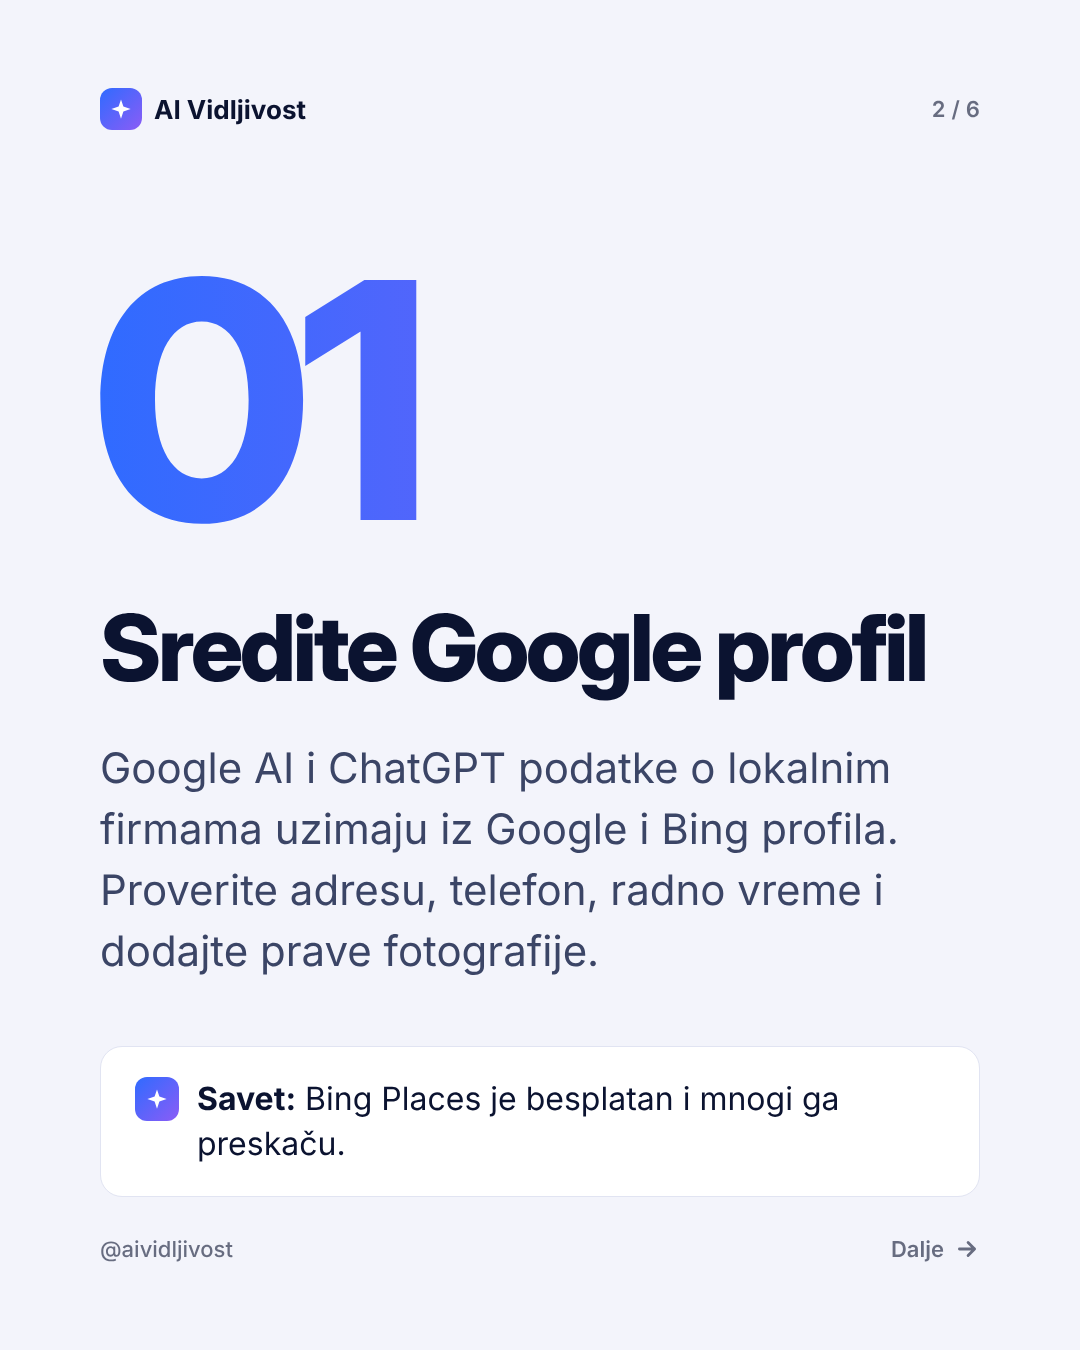 AI Vidljivost
2 / 6
01
Sredite Google profil
Google AI i ChatGPT podatke o lokalnim
firmama uzimaju iz Google i Bing profila.
Proverite adresu, telefon, radno vreme i
dodajte prave fotografije.
Savet: Bing Places je besplatan i mnogi ga
preskaču.
@aividljivost
Dalje →